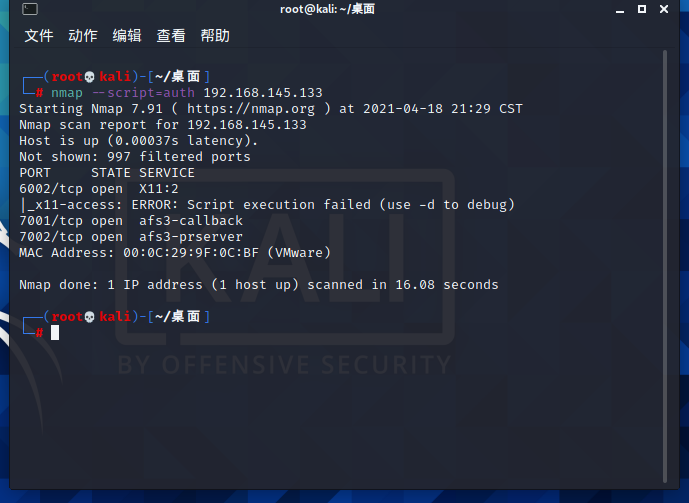 root@kali: ~/桌面
文件 动作 编辑 查看 帮助
┌──(root💀kali)-[~/桌面]
└─# nmap --script=auth 192.168.145.133
Starting Nmap 7.91 ( https://nmap.org ) at 2021-04-18 21:29 CST
Nmap scan report for 192.168.145.133
Host is up (0.00037s latency).
Not shown: 997 filtered ports
PORT     STATE SERVICE
6002/tcp open  X11:2
|_x11-access: ERROR: Script execution failed (use -d to debug)
7001/tcp open  afs3-callback
7002/tcp open  afs3-prserver
MAC Address: 00:0C:29:9F:0C:BF (VMware)
Nmap done: 1 IP address (1 host up) scanned in 16.08 seconds
┌──(root💀kali)-[~/桌面]
└─#
KALI
BY OFFENSIVE SECURITY